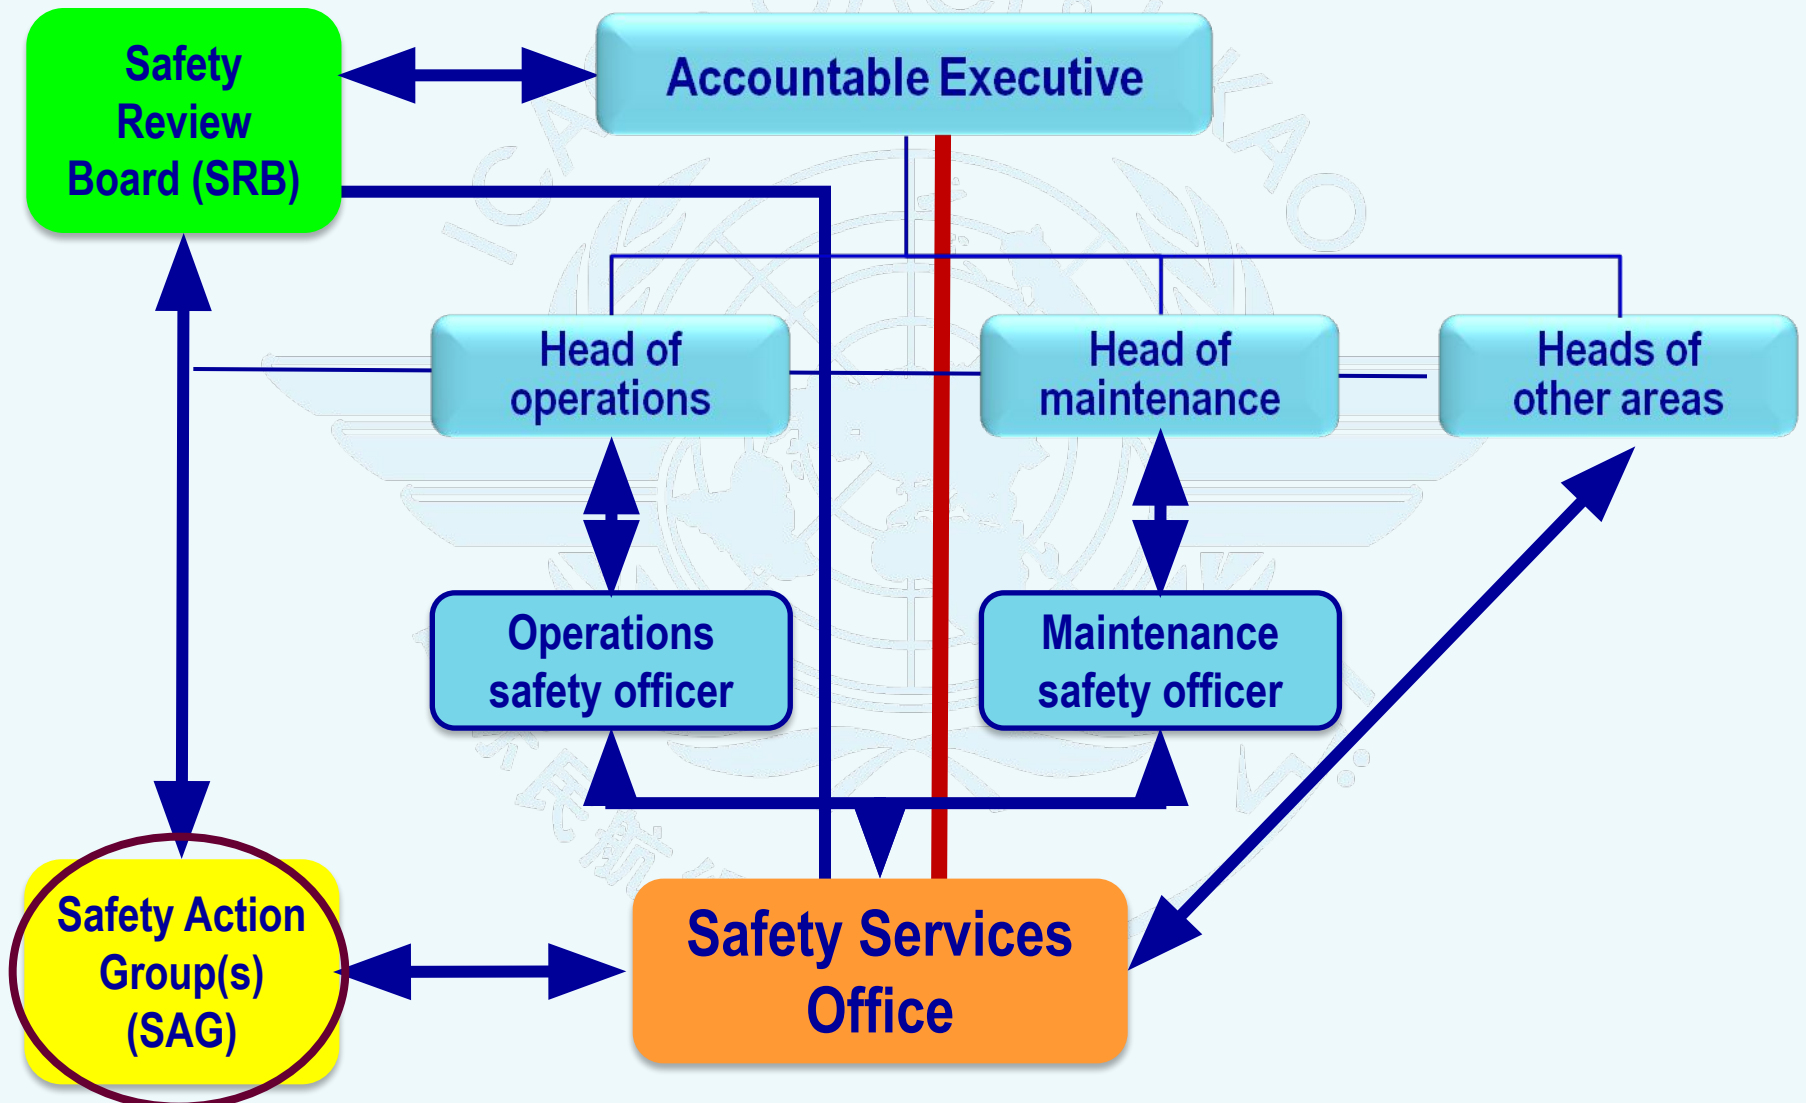 Safety
Review
Board (SRB)
Accountable Executive
Head of
operations
Head of
maintenance
Heads of
other areas
Operations
safety officer
Maintenance
safety officer
Safety Action
Group(s)
(SAG)
Safety Services
Office